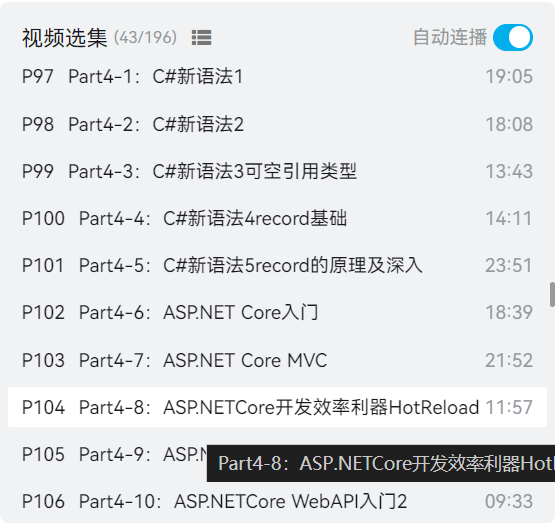 视频选集 (43/196) 自动连播
P97 Part4-1：C#新语法1 19:05
P98 Part4-2：C#新语法2 18:08
P99 Part4-3：C#新语法3可空引用类型 13:43
P100 Part4-4：C#新语法4record基础 14:11
P101 Part4-5：C#新语法5record的原理及深入 23:51
P102 Part4-6：ASP.NET Core入门 18:39
P103 Part4-7：ASP.NET Core MVC 21:52
P104 Part4-8：ASP.NETCore开发效率利器HotReload 11:57
P105 Part4-9：ASP.N
Part4-8：ASP.NETCore开发效率利器Hot
P106 Part4-10：ASP.NETCore WebAPI入门2 09:33